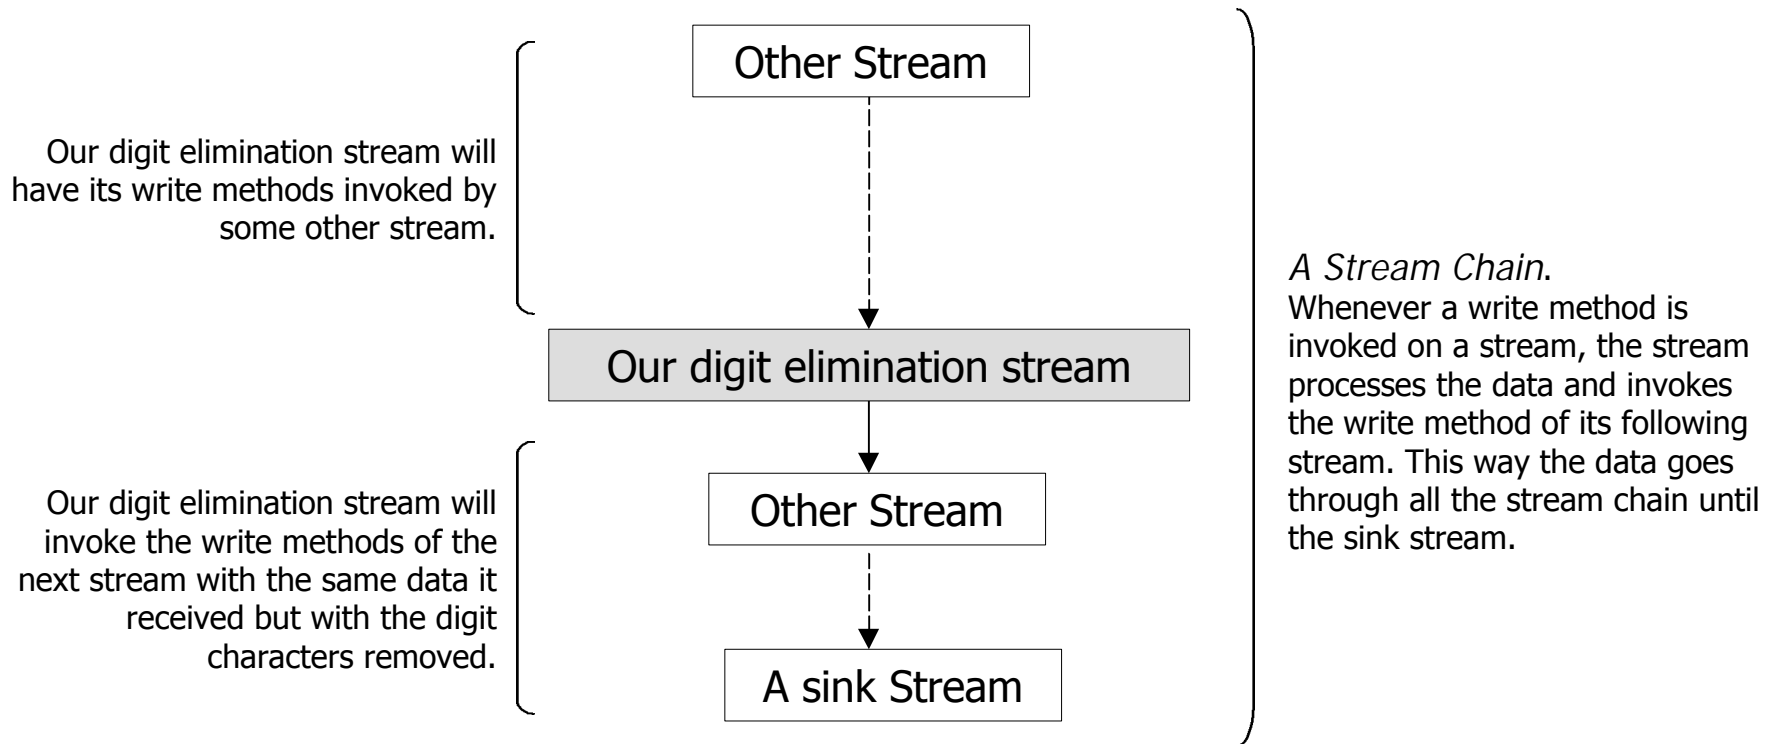 Other Stream
Our digit elimination stream will
have its write methods invoked by
some other stream.
Our digit elimination stream
Our digit elimination stream will
invoke the write methods of the
next stream with the same data it
received but with the digit
characters removed.
Other Stream
A sink Stream
A Stream Chain.
Whenever a write method is
invoked on a stream, the stream
processes the data and invokes
the write method of its following
stream. This way the data goes
through all the stream chain until
the sink stream.